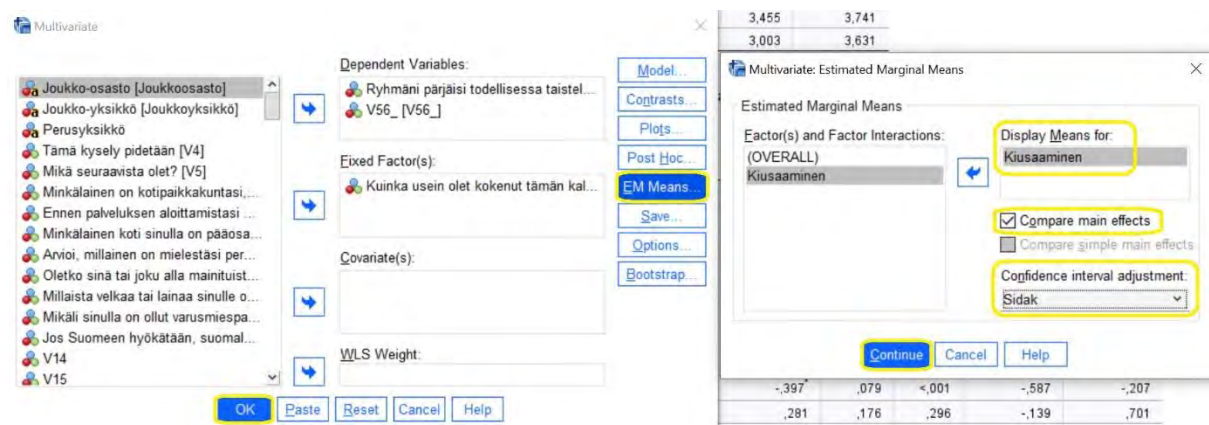 Multivariate
Joukko-osasto [Joukkoosasto]
Joukko-yksikkö [Joukkoyksikkö]
Perusyksikkö
Tämä kysely pidetään [V4]
Mikä seuraavista olet? [V5]
Minkälainen on kotipaikkakuntasi,...
Ennen palveluksen aloittamistasi ...
Minkälainen koti sinulla on pääosa...
Arvioi, millainen on mielestäsi per...
Oletko sinä tai joku alla mainituist...
Millaista velkaa tai lainaa sinulle o...
Mikäli sinulla on ollut varusmiespa...
Jos Suomeen hyökätään, suomal...
V14
V15
Dependent Variables:
Ryhmäni pärjäisi todellisessa taistel...
V56_ [V56_]
Fixed Factor(s):
Kuinka usein olet kokenut tämän kal...
Covariate(s):
WLS Weight:
Model...
Contrasts...
Plots...
Post Hoc...
EM Means...
Save...
Options...
Bootstrap...
OK
Paste
Reset
Cancel
Help
3,455 3,741
3,003 3,631
Multivariate: Estimated Marginal Means
Estimated Marginal Means
Factor(s) and Factor Interactions:
(OVERALL)
Kiusaaminen
Display Means for:
Kiusaaminen
Compare main effects
Compare simple main effects
Confidence interval adjustment:
Sidak
Continue
Cancel
Help
-,397* ,079 <,001 -,587 -,207
,281 ,176 ,296 -,139 ,701